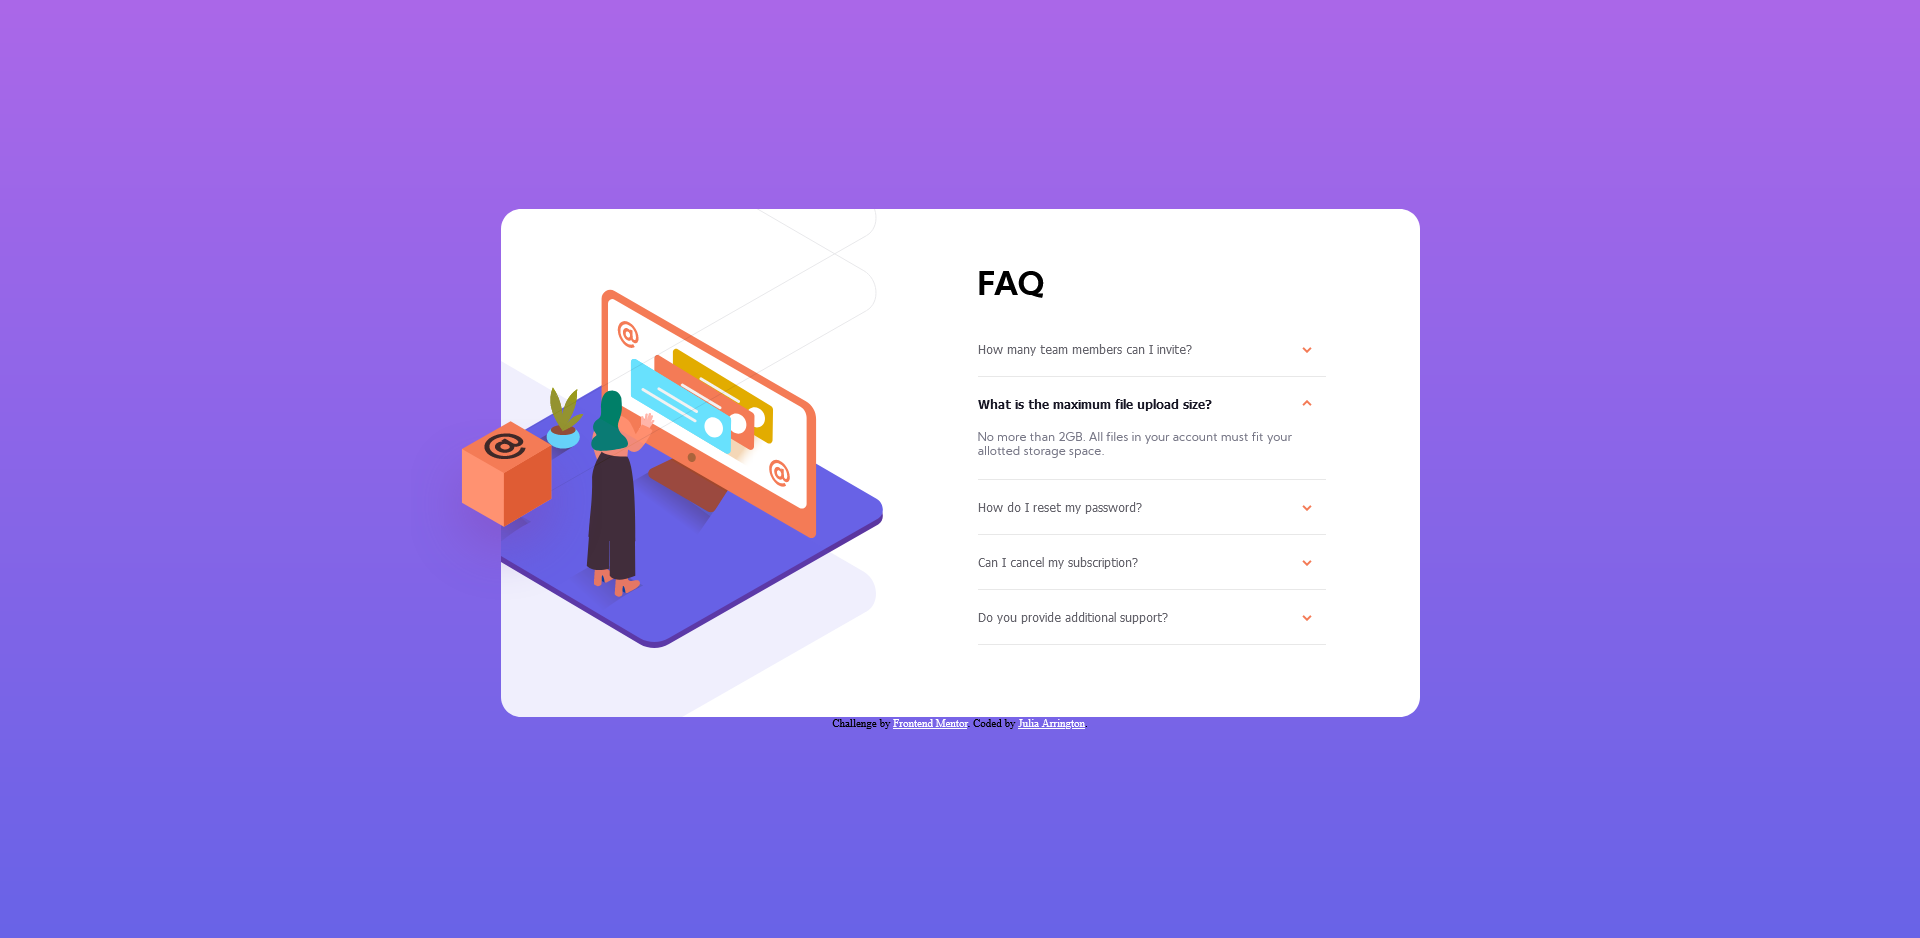 FAQ
How many team members can I invite?
What is the maximum file upload size?
No more than 2GB. All files in your account must fit your
allotted storage space.
How do I reset my password?
Can I cancel my subscription?
Do you provide additional support?
Challenge by Frontend Mentor. Coded by Julia Arrington.
@
@
@